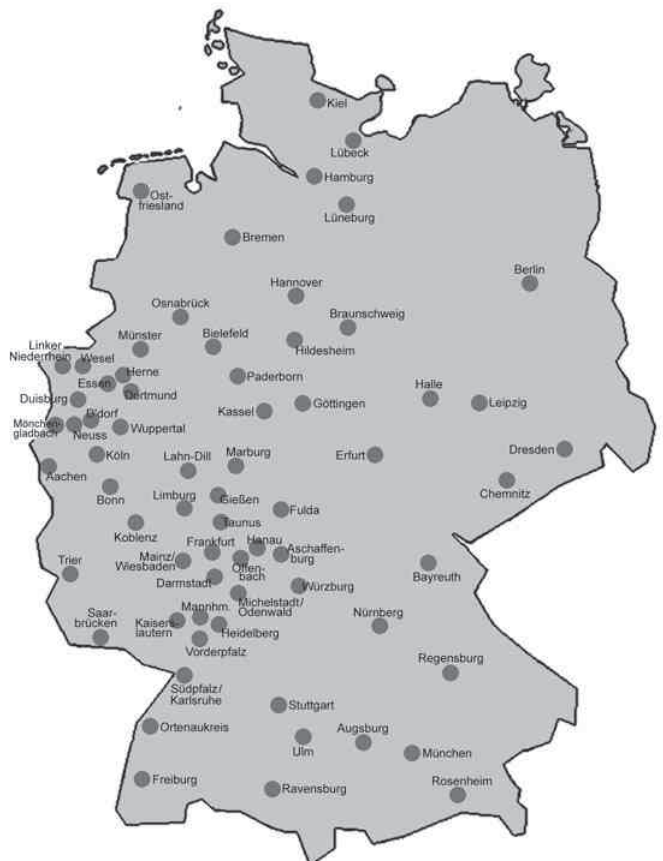 Kiel
Lübeck
Hamburg
Ost-
friesland
Lüneburg
Bremen
Berlin
Hannover
Osnabrück
Braunschweig
Linker
Niederrhein
Wesel
Münster
Bielefeld
Hildesheim
Herne
Essen
Dortmund
Paderborn
Duisburg
Kassel
Göttingen
Halle
Leipzig
D'dorf
Mönchen-
gladbach
Neuss
Wuppertal
Köln
Lahn-Dill
Marburg
Erfurt
Dresden
Aachen
Bonn
Limburg
Gießen
Fulda
Chemnitz
Koblenz
Taunus
Frankfurt
Hanau
Aschaffen-
burg
Mainz/
Wiesbaden
Offen-
bach
Trier
Darmstadt
Würzburg
Bayreuth
Michelstadt/
Odenwald
Saar-
brücken
Kaisers-
lautern
Mannhm.
Heidelberg
Nürnberg
Vorderpfalz
Regensburg
Südpfalz/
Karlsruhe
Stuttgart
Ortenaukreis
Ulm
Augsburg
München
Freiburg
Ravensburg
Rosenheim